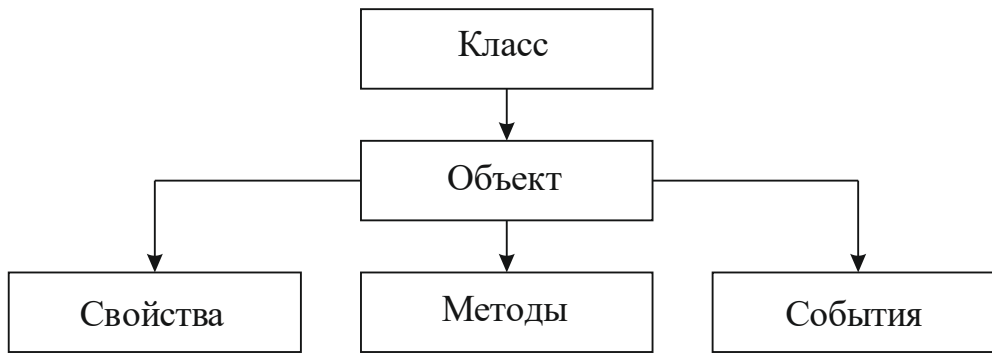 Класс
Объект
Свойства
Методы
События